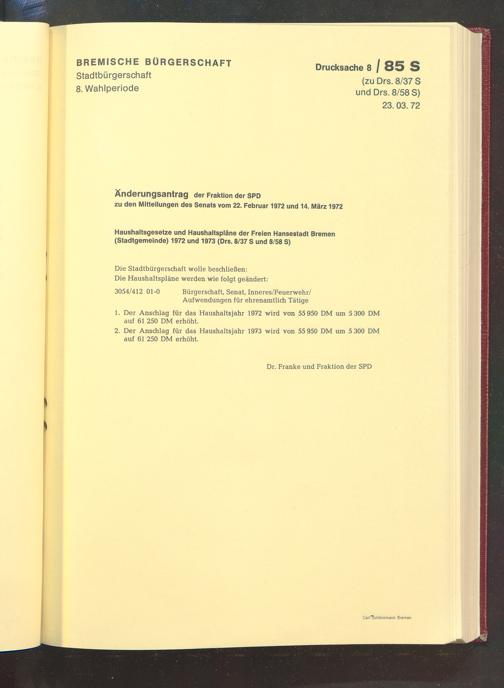 BREMISCHE BÜRGERSCHAFT
Stadtbürgerschaft
8. Wahlperiode
Drucksache 8 / 85 S
(zu Drs. 8/37 S
und Drs. 8/58 S)
23. 03. 72
Änderungsantrag der Fraktion der SPD
zu den Mitteilungen des Senats vom 22. Februar 1972 und 14. März 1972
Haushaltsgesetze und Haushaltspläne der Freien Hansestadt Bremen
(Stadtgemeinde) 1972 und 1973 (Drs. 8/37 S und 8/58 S)
Die Stadtbürgerschaft wolle beschließen:
Die Haushaltspläne werden wie folgt geändert:
3054/412 01-0 Bürgerschaft, Senat, Inneres/Feuerwehr/
Aufwendungen für ehrenamtlich Tätige
1. Der Anschlag für das Haushaltsjahr 1972 wird von 55 950 DM um 5 300 DM
auf 61 250 DM erhöht.
2. Der Anschlag für das Haushaltsjahr 1973 wird von 55 950 DM um 5 300 DM
auf 61 250 DM erhöht.
Dr. Franke und Fraktion der SPD
Carl Schünemann Bremen